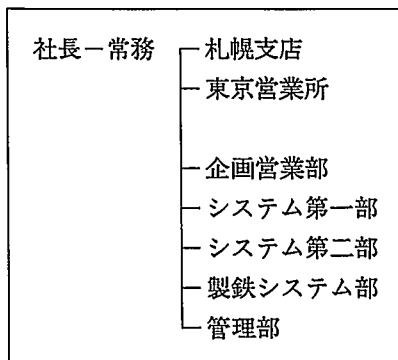 社長－常務
札幌支店
東京営業所
企画営業部
システム第一部
システム第二部
製鉄システム部
管理部